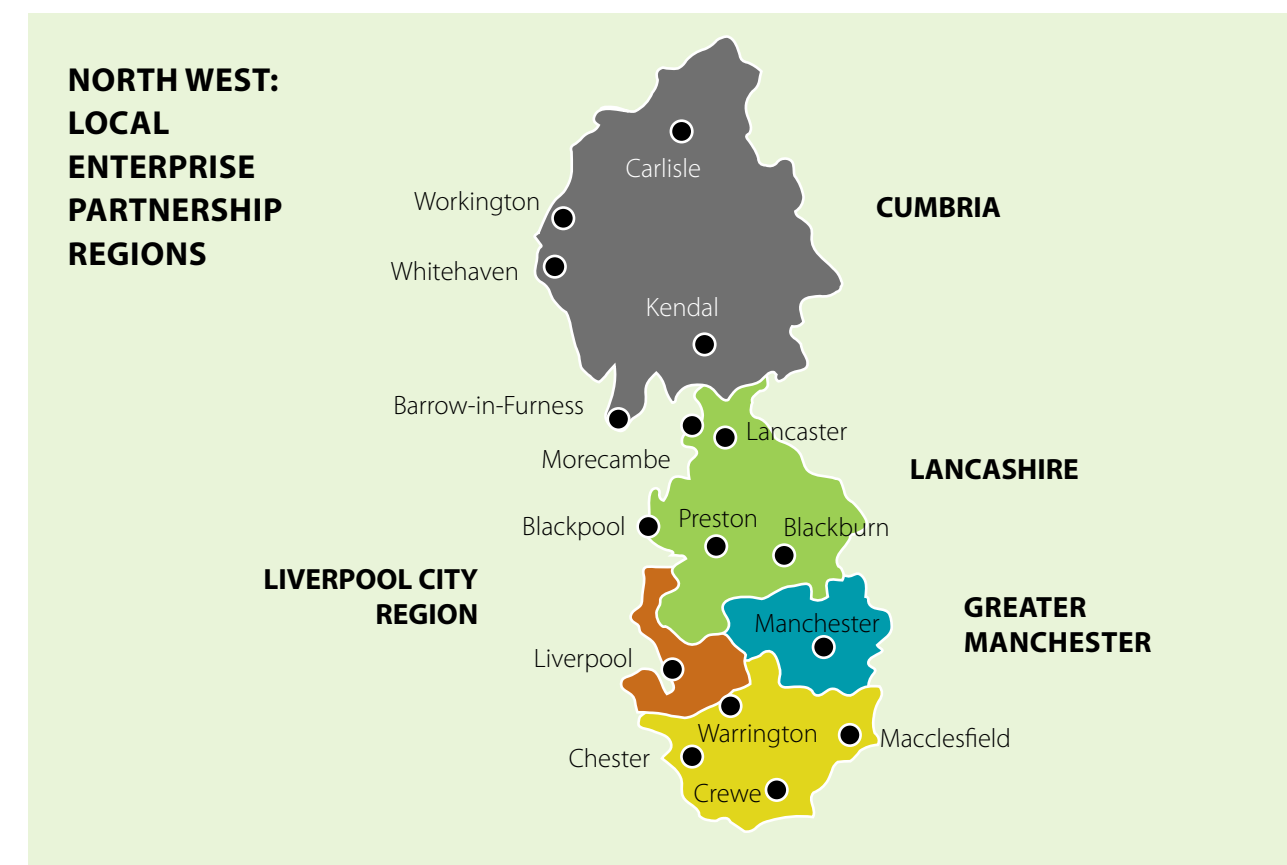 NORTH WEST:
LOCAL
ENTERPRISE
PARTNERSHIP
REGIONS
Carlisle
Workington
CUMBRIA
Whitehaven
Kendal
Barrow-in-Furness
Lancaster
Morecambe
LANCASHIRE
Preston
Blackpool
Blackburn
LIVERPOOL CITY
REGION
GREATER
MANCHESTER
Manchester
Liverpool
Warrington
Macclesfield
Chester
Crewe